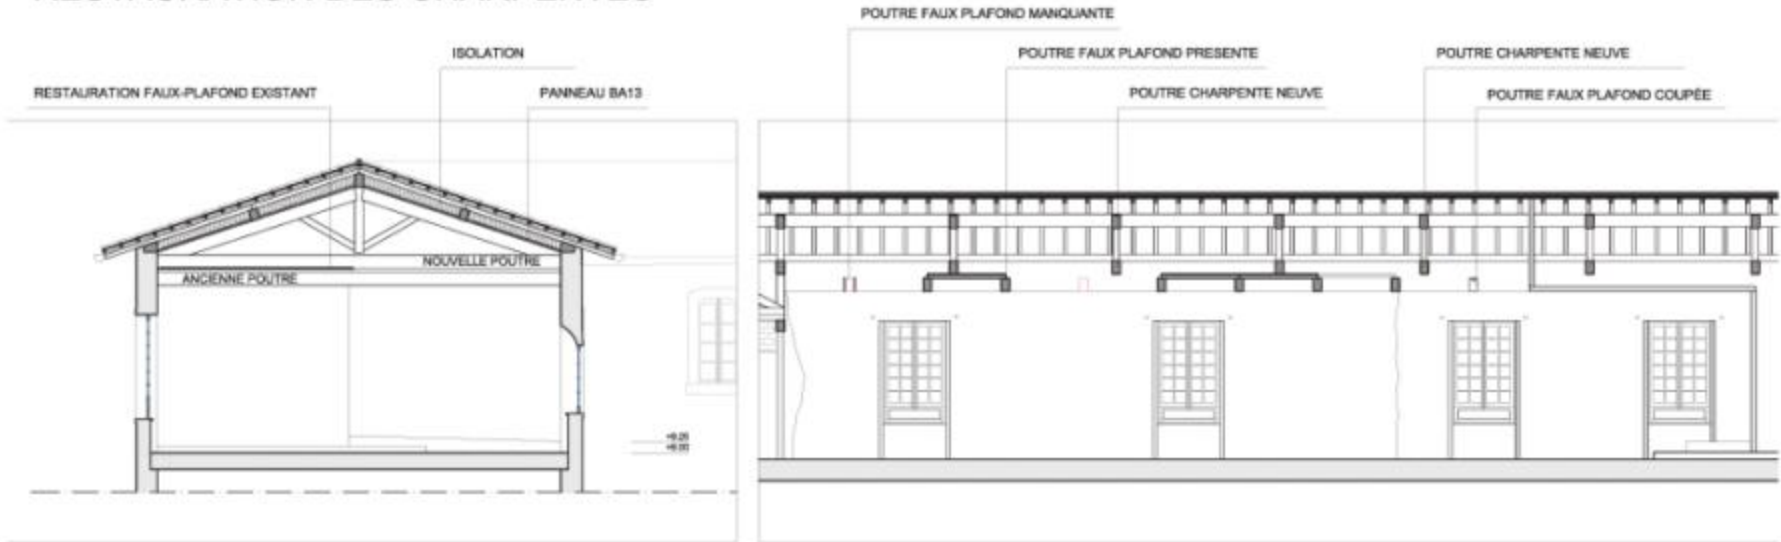 POUTRE FAUX PLAFOND MANQUANTE
ISOLATION
POUTRE FAUX PLAFOND PRESENTE
POUTRE CHARPENTE NEUVE
RESTAURATION FAUX-PLAFOND EXISTANT
PANNEAU BA13
POUTRE CHARPENTE NEUVE
POUTRE FAUX PLAFOND COUPÉE
NOUVELLE POUTRE
ANCIENNE POUTRE